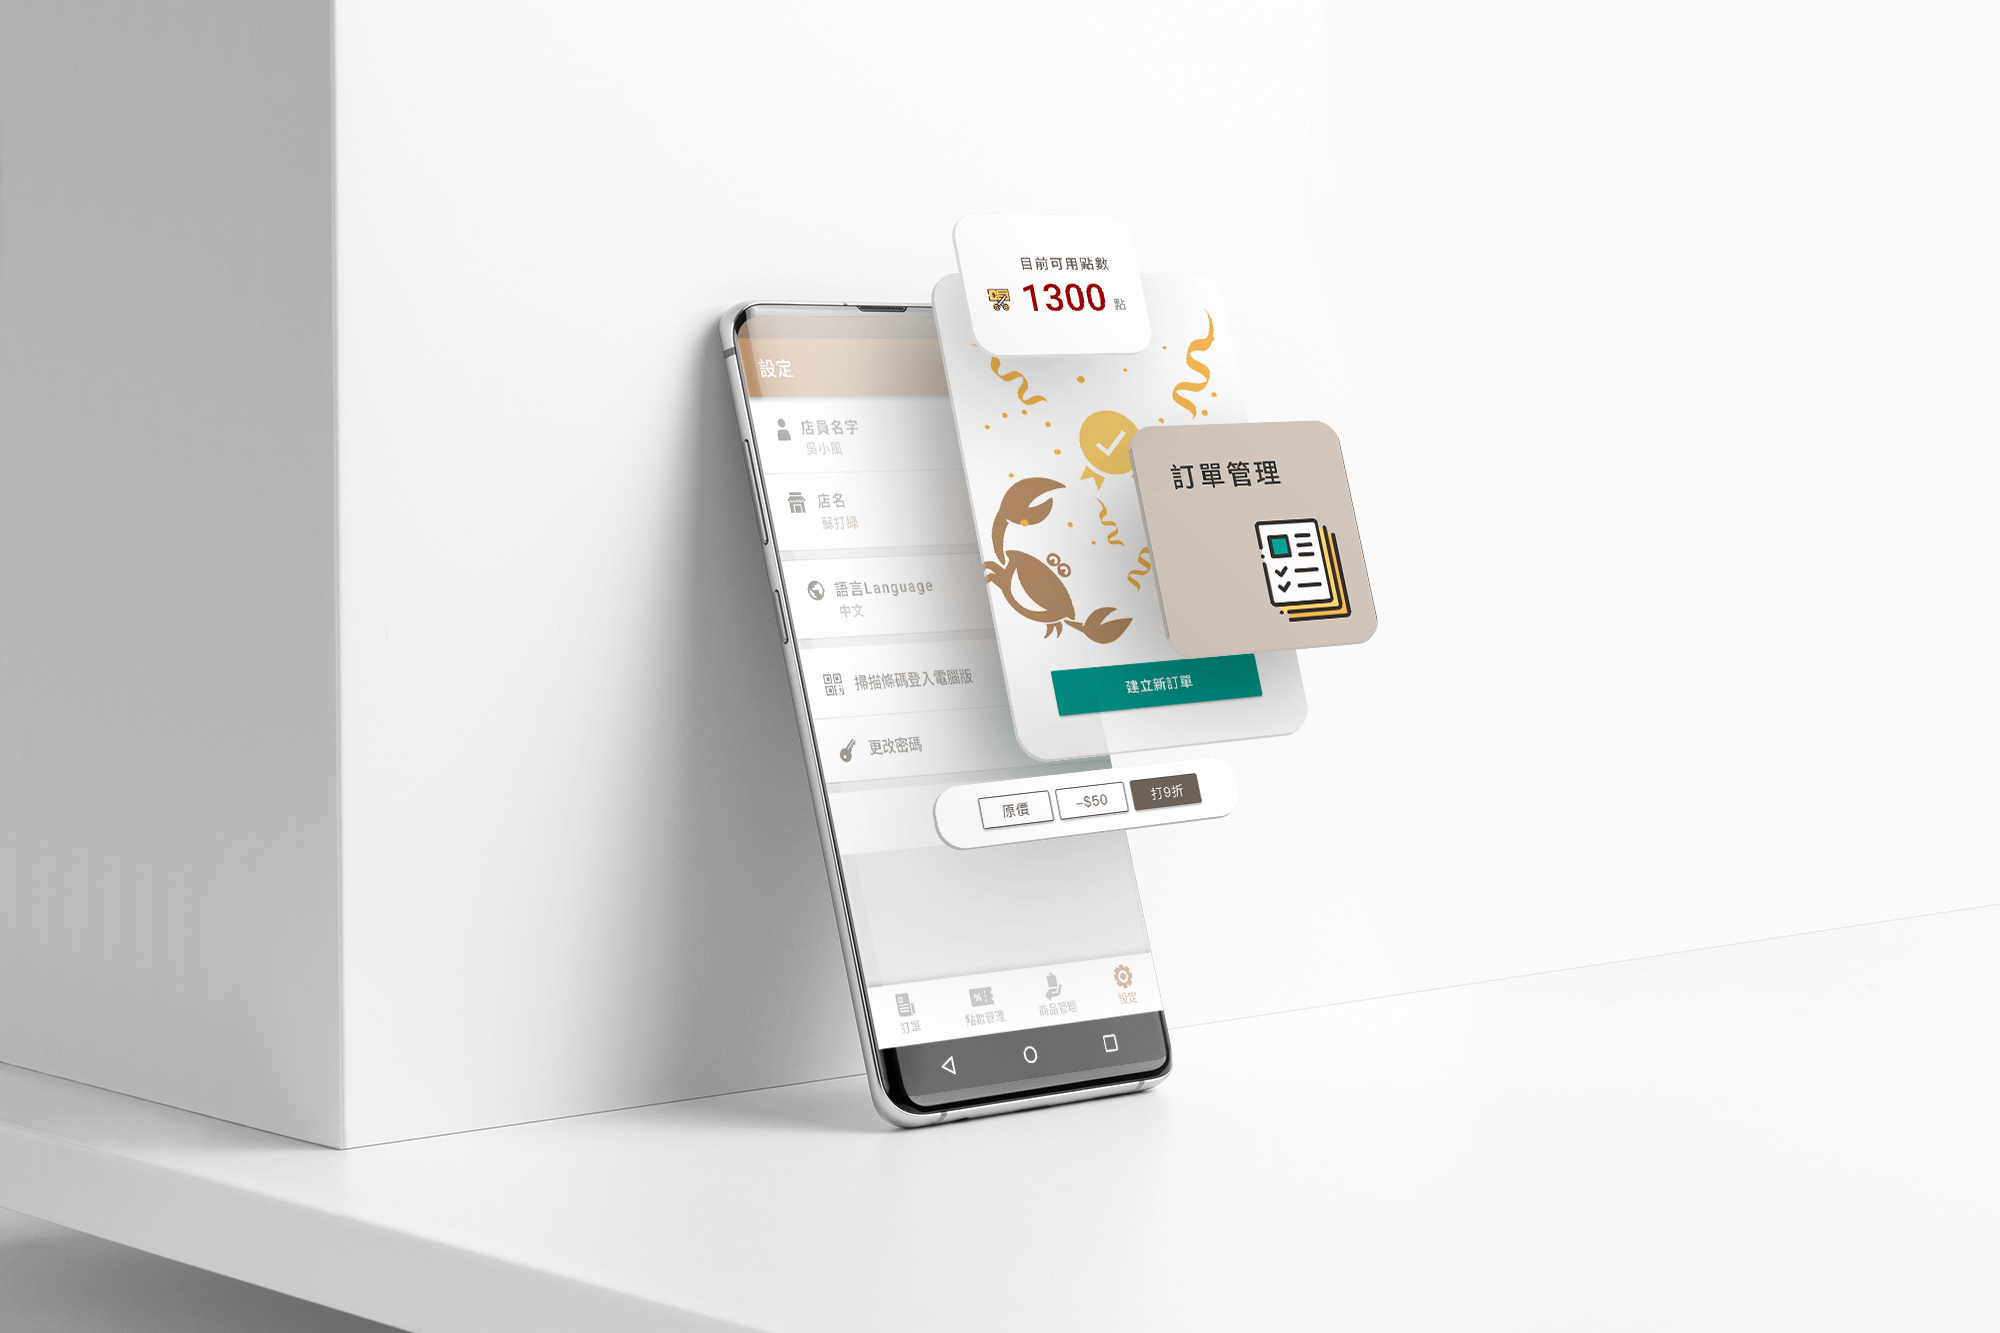 目前可用點數
1300 點
設定
店員名字
吳小風
店名
蘇打綠
語言Language
中文
掃描條碼登入電腦版
更改密碼
訂單管理
建立新訂單
原價
-$50
打9折
訂單
點數管理
商品管理
設定